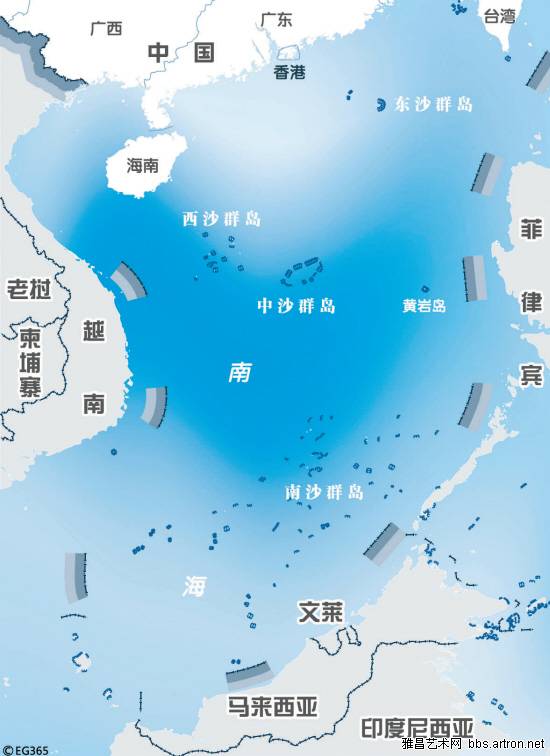 广西
广东
台湾
中国
香港
东沙群岛
海南
西沙群岛
菲律宾
老挝
中沙群岛
黄岩岛
越南
柬埔寨
南海
南沙群岛
文莱
马来西亚
印度尼西亚
©EG365
雅昌艺术网 bbs.artron.net